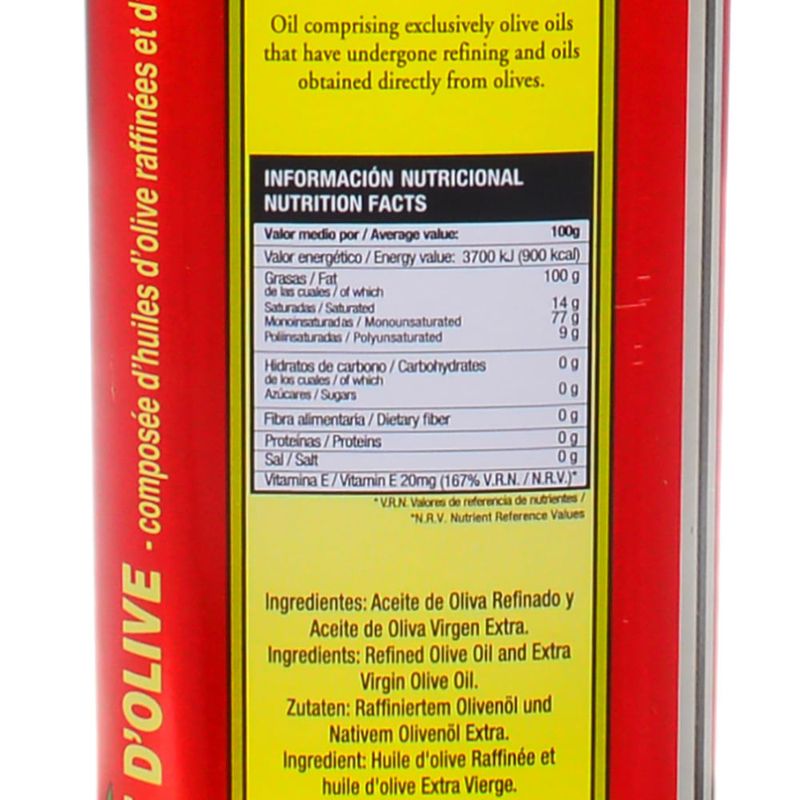 Oil comprising exclusively olive oils
that have undergone refining and oils
obtained directly from olives.
INFORMACIÓN NUTRICIONAL
NUTRITION FACTS
Valor medio por / Average value: 100g
Valor energético / Energy value: 3700 kJ (900 kcal)
Grasas / Fat 100 g
de las cuales / of which
Saturadas / Saturated 14 g
Monoinsaturadas / Monounsaturated 77 g
Poliinsaturadas / Polyunsaturated 9 g
Hidratos de carbono / Carbohydrates 0 g
de los cuales / of which
Azúcares / Sugars 0 g
Fibra alimentaria / Dietary fiber 0 g
Proteínas / Proteins 0 g
Sal / Salt 0 g
Vitamina E / Vitamin E 20mg (167% V.R.N. / N.R.V.)*
*V.R.N. Valores de referencia de nutrientes /
*N.R.V. Nutrient Reference Values
Ingredientes: Aceite de Oliva Refinado y
Aceite de Oliva Virgen Extra.
Ingredients: Refined Olive Oil and Extra
Virgin Olive Oil.
Zutaten: Raffiniertem Olivenöl und
Nativem Olivenöl Extra.
Ingredient: Huile d'olive Raffinée et
huile d'olive Extra Vierge.
D'OLIVE - composée d'huiles d'olive raffinées et d